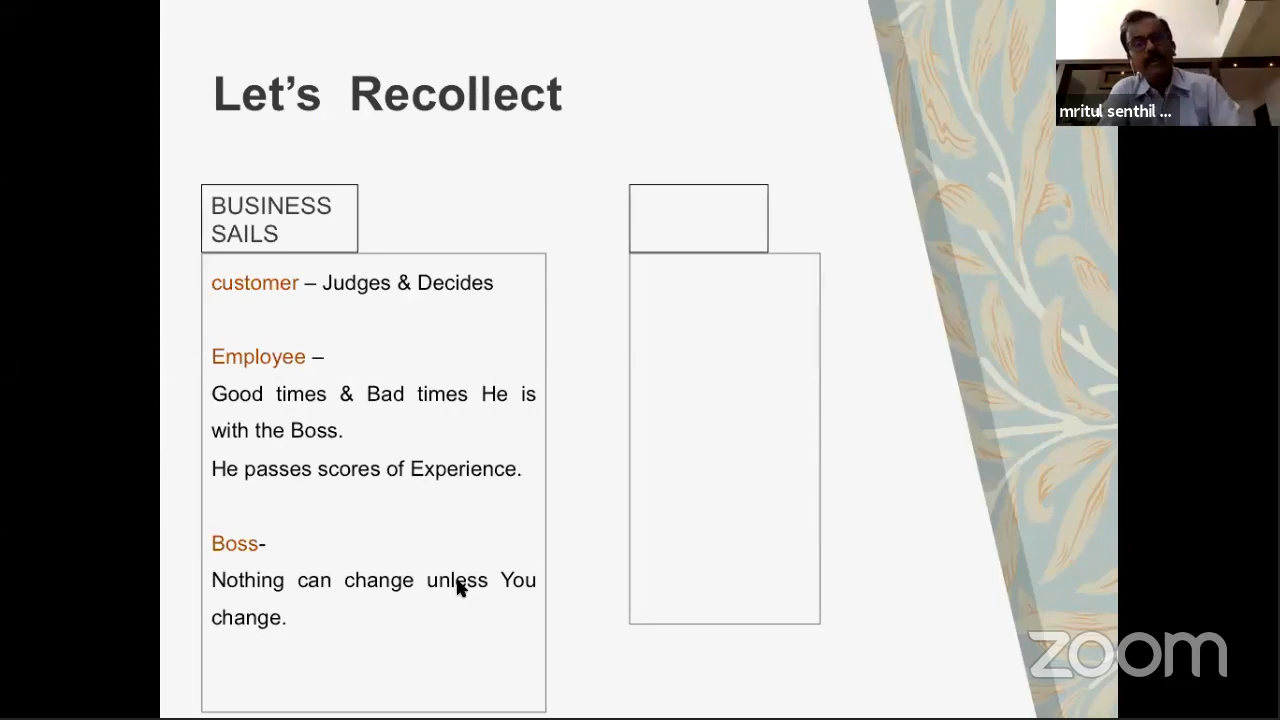 Let's Recollect
BUSINESS
SAILS
customer – Judges & Decides
Employee –
Good times & Bad times He is
with the Boss.
He passes scores of Experience.
Boss-
Nothing can change unless You
change.
mritul senthil ...
zoom